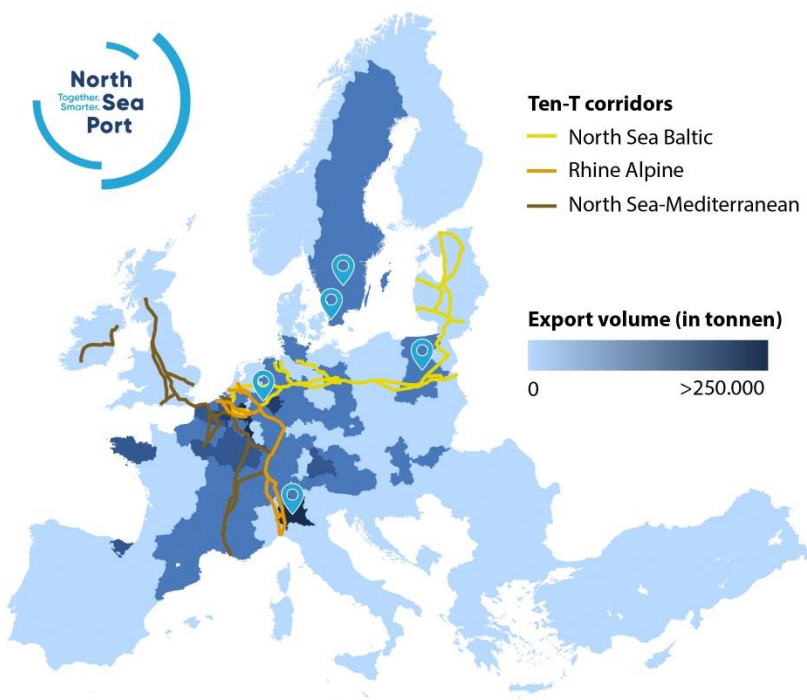 North
Together. Sea
Smarter.
Port
Ten-T corridors
North Sea Baltic
Rhine Alpine
North Sea-Mediterranean
Export volume (in tonnen)
0 >250.000